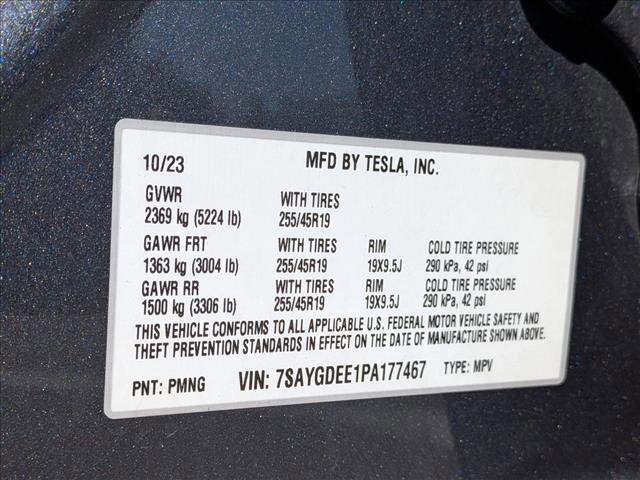 10/23 MFD BY TESLA, INC.
GVWR WITH TIRES
2369 kg (5224 lb) 255/45R19
GAWR FRT WITH TIRES RIM COLD TIRE PRESSURE
1363 kg (3004 lb) 255/45R19 19X9.5J 290 kPa, 42 psi
GAWR RR WITH TIRES RIM COLD TIRE PRESSURE
1500 kg (3306 lb) 255/45R19 19X9.5J 290 kPa, 42 psi
THIS VEHICLE CONFORMS TO ALL APPLICABLE U.S. FEDERAL MOTOR VEHICLE SAFETY AND
THEFT PREVENTION STANDARDS IN EFFECT ON THE DATE OF MANUFACTURE SHOWN ABOVE.
PNT: PMNG VIN: 7SAYGDEE1PA177467 TYPE: MPV